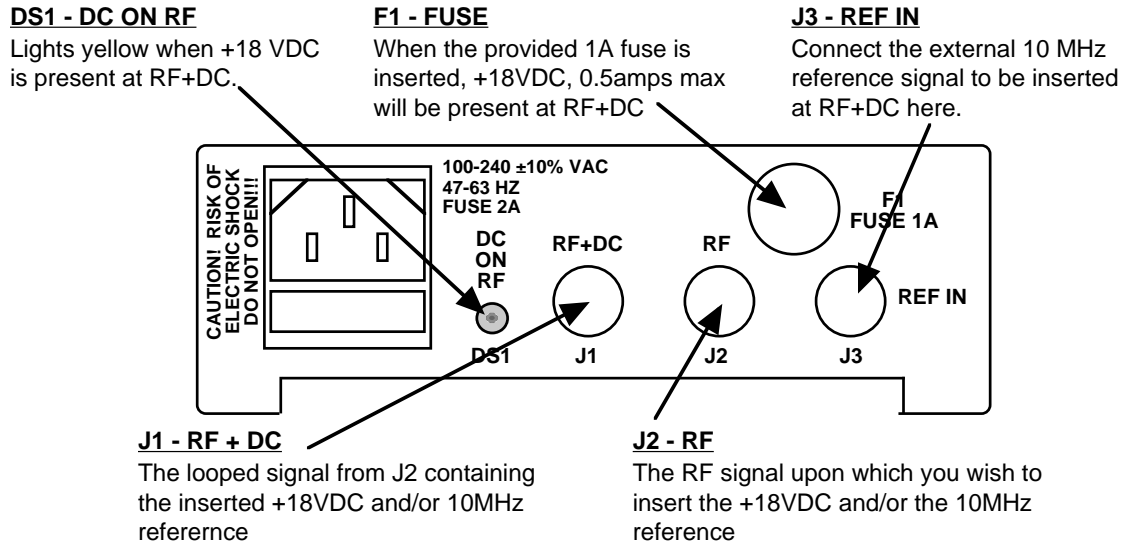 DS1 - DC ON RF
Lights yellow when +18 VDC
is present at RF+DC.
F1 - FUSE
When the provided 1A fuse is
inserted, +18VDC, 0.5amps max
will be present at RF+DC
J3 - REF IN
Connect the external 10 MHz
reference signal to be inserted
at RF+DC here.
CAUTION! RISK OF
ELECTRIC SHOCK
DO NOT OPEN!!!
100-240 ±10% VAC
47-63 HZ
FUSE 2A
F1
FUSE 1A
DC
ON
RF
RF+DC
RF
REF IN
DS1
J1
J2
J3
J1 - RF + DC
The looped signal from J2 containing
the inserted +18VDC and/or 10MHz
referernce
J2 - RF
The RF signal upon which you wish to
insert the +18VDC and/or the 10MHz
reference